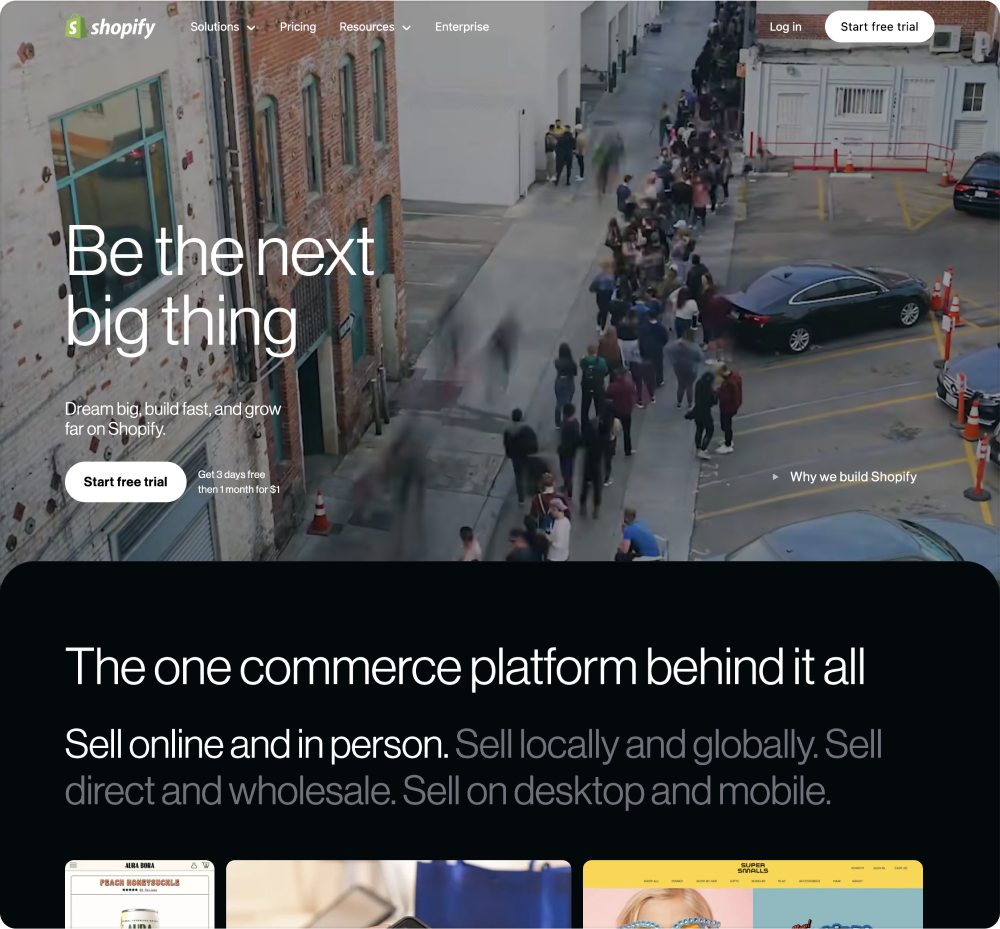 shopify
Solutions
Pricing
Resources
Enterprise
Log in
Start free trial
Be the next
big thing
Dream big, build fast, and grow
far on Shopify.
Start free trial
Get 3 days free
then 1 month for $1
Why we build Shopify
The one commerce platform behind it all
Sell online and in person. Sell locally and globally. Sell
direct and wholesale. Sell on desktop and mobile.
AURA BORA
PEACH HONEYSUCKLE
AURA
SUPER
SMALLS